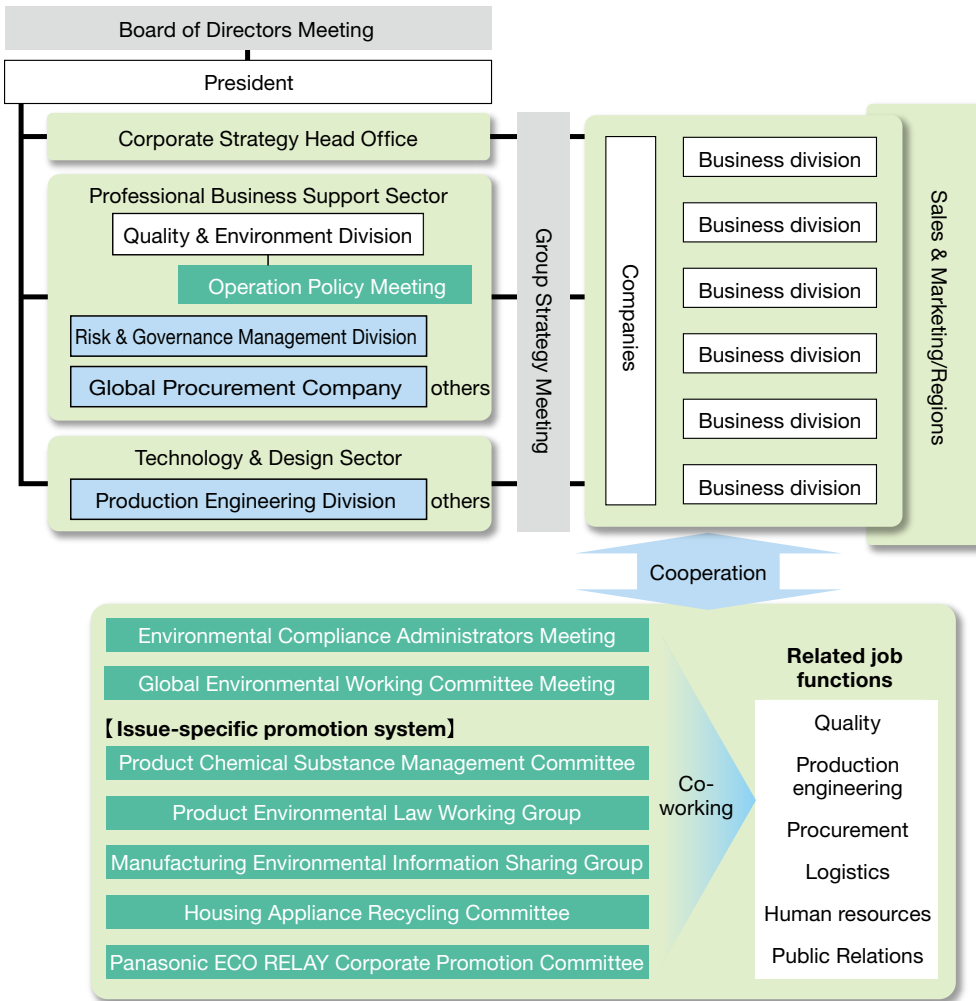 Board of Directors Meeting
President
Corporate Strategy Head Office
Professional Business Support Sector
Quality & Environment Division
Operation Policy Meeting
Risk & Governance Management Division
Global Procurement Company
others
Technology & Design Sector
Production Engineering Division
others
Group Strategy Meeting
Companies
Business division
Business division
Business division
Business division
Business division
Business division
Sales & Marketing/Regions
Cooperation
Environmental Compliance Administrators Meeting
Global Environmental Working Committee Meeting
【Issue-specific promotion system】
Product Chemical Substance Management Committee
Product Environmental Law Working Group
Manufacturing Environmental Information Sharing Group
Housing Appliance Recycling Committee
Panasonic ECO RELAY Corporate Promotion Committee
Co-
working
Related job
functions
Quality
Production
engineering
Procurement
Logistics
Human resources
Public Relations